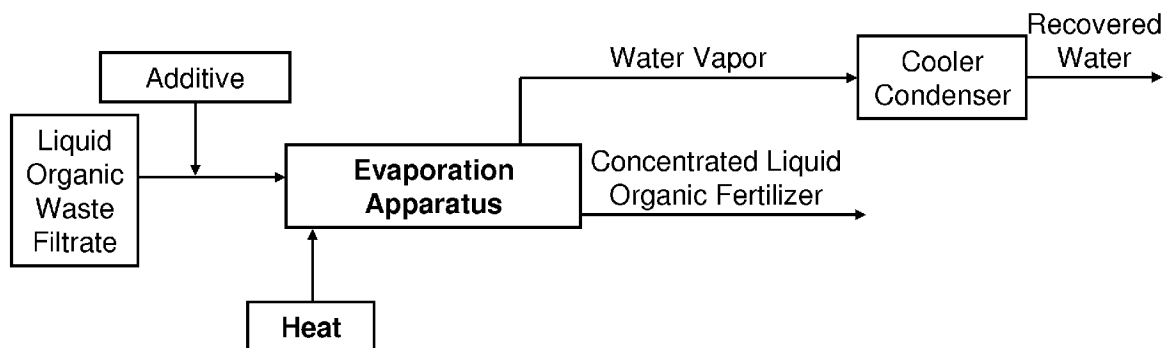 Additive
Liquid
Organic
Waste
Filtrate
Evaporation
Apparatus
Heat
Water Vapor
Concentrated Liquid
Organic Fertilizer
Cooler
Condenser
Recovered
Water